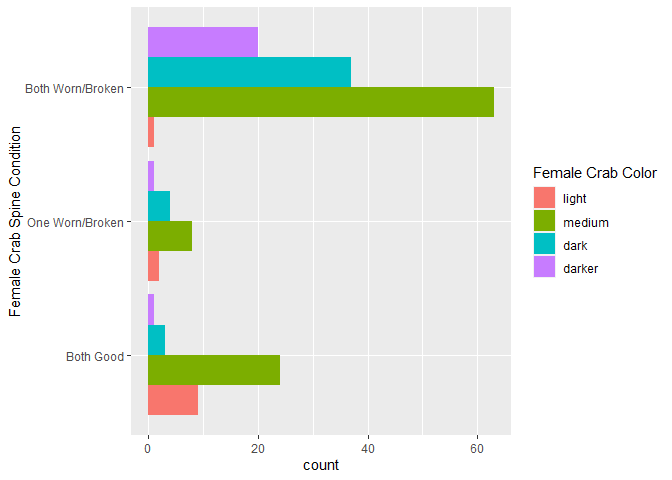 Female Crab Spine Condition
Both Worn/Broken
One Worn/Broken
Both Good
0 20 40 60
count
Female Crab Color
light
medium
dark
darker